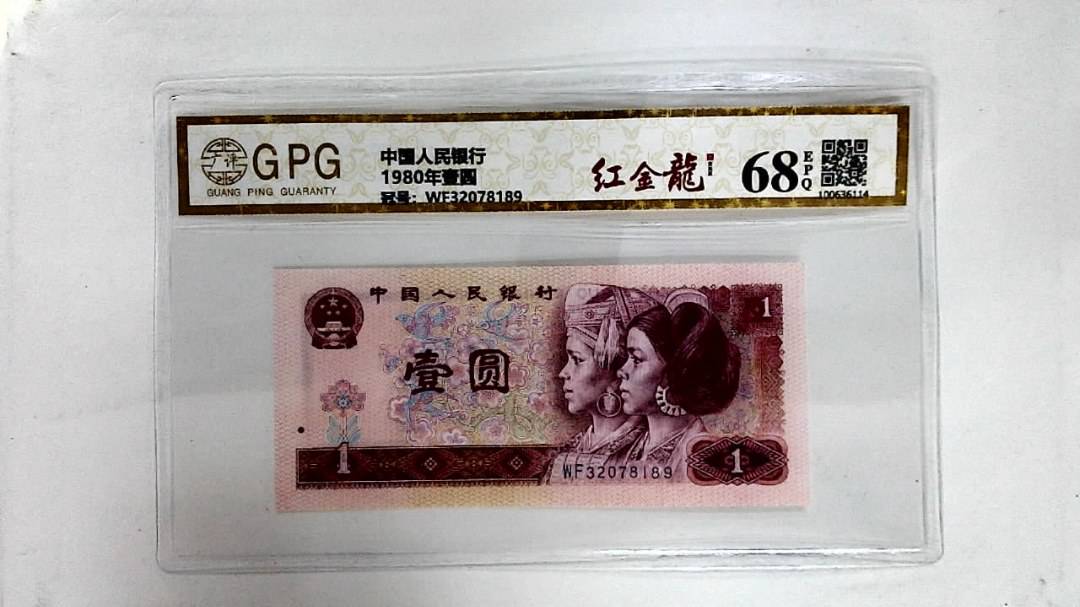 广评
GPG
GUANG PING GUARANTY
中国人民银行
1980年壹圆
冠号: WF32078189
红金龍
68
EPQ
100636114
中国人民银行
1
壹圆
1
WF32078189
1